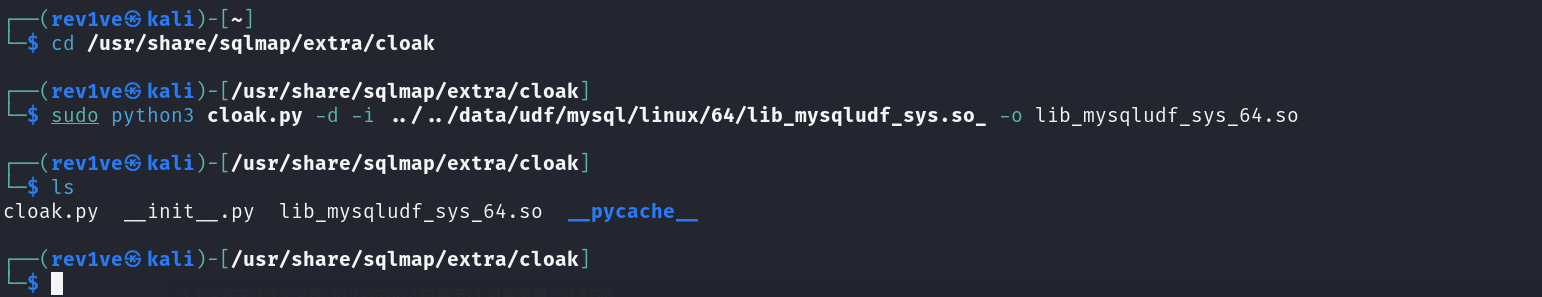 ┌──(rev1ve㉿kali)-[~]
└─$ cd /usr/share/sqlmap/extra/cloak
┌──(rev1ve㉿kali)-[/usr/share/sqlmap/extra/cloak]
└─$ sudo python3 cloak.py -d -i ../../data/udf/mysql/linux/64/lib_mysqludf_sys.so_ -o lib_mysqludf_sys_64.so
┌──(rev1ve㉿kali)-[/usr/share/sqlmap/extra/cloak]
└─$ ls
cloak.py  __init__.py  lib_mysqludf_sys_64.so  __pycache__
┌──(rev1ve㉿kali)-[/usr/share/sqlmap/extra/cloak]
└─$